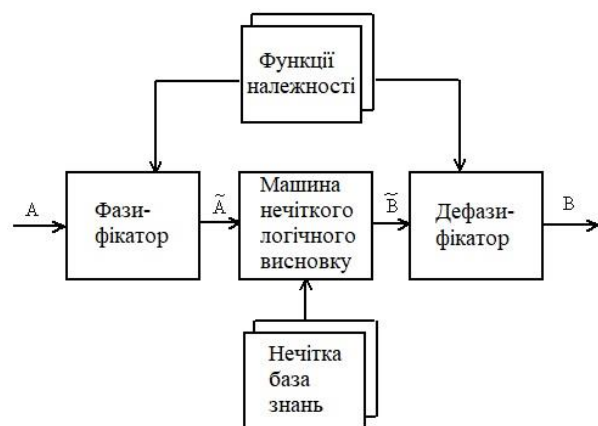 Функції
належності
A
Фази-
фікатор
Ã
Машина
нечіткого
логічного
висновку
B̃
Дефази-
фікатор
B
Нечітка
база
знань